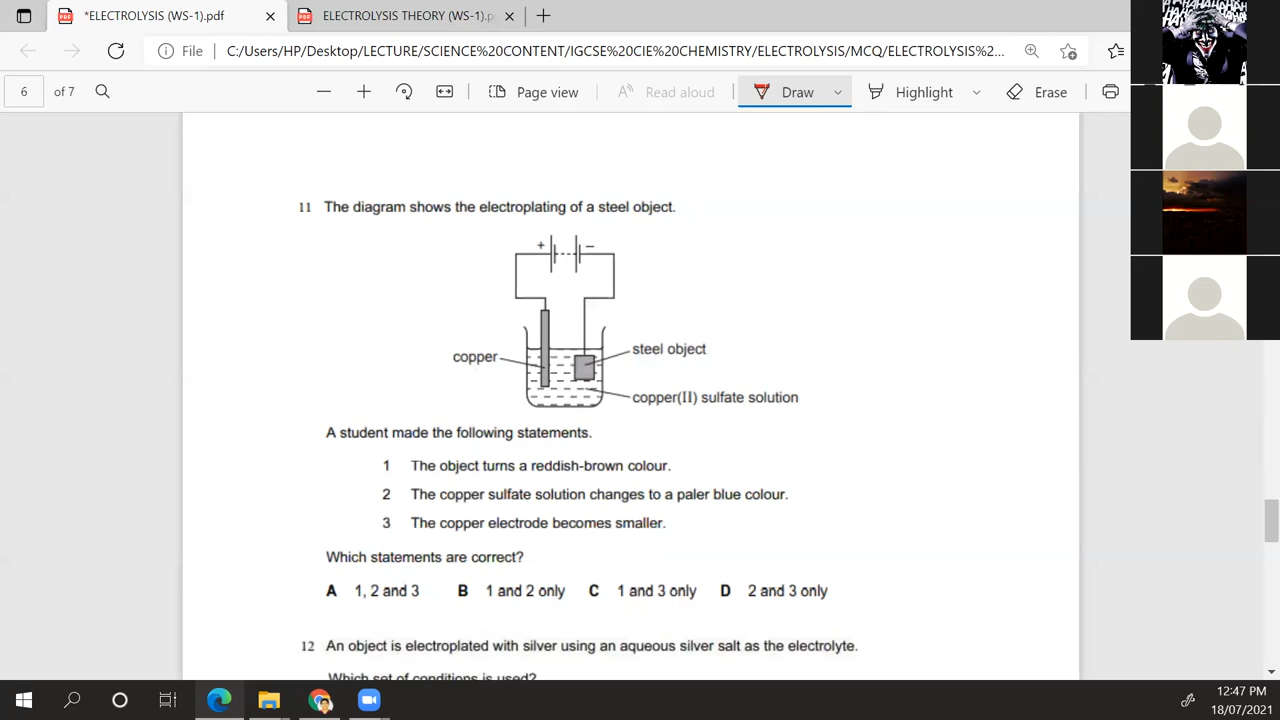 *ELECTROLYSIS (WS-1).pdf
ELECTROLYSIS THEORY (WS-1).p
File
C:/Users/HP/Desktop/LECTURE/SCIENCE%20CONTENT/IGCSE%20CIE%20CHEMISTRY/ELECTROLYSIS/MCQ/ELECTROLYSIS%2...
6 of 7
Page view
Read aloud
Draw
Highlight
Erase
11 The diagram shows the electroplating of a steel object.
+ –
copper
steel object
copper(II) sulfate solution
A student made the following statements.
1 The object turns a reddish-brown colour.
2 The copper sulfate solution changes to a paler blue colour.
3 The copper electrode becomes smaller.
Which statements are correct?
A 1, 2 and 3 B 1 and 2 only C 1 and 3 only D 2 and 3 only
12 An object is electroplated with silver using an aqueous silver salt as the electrolyte.
Which set of conditions is used?
12:47 PM
18/07/2021